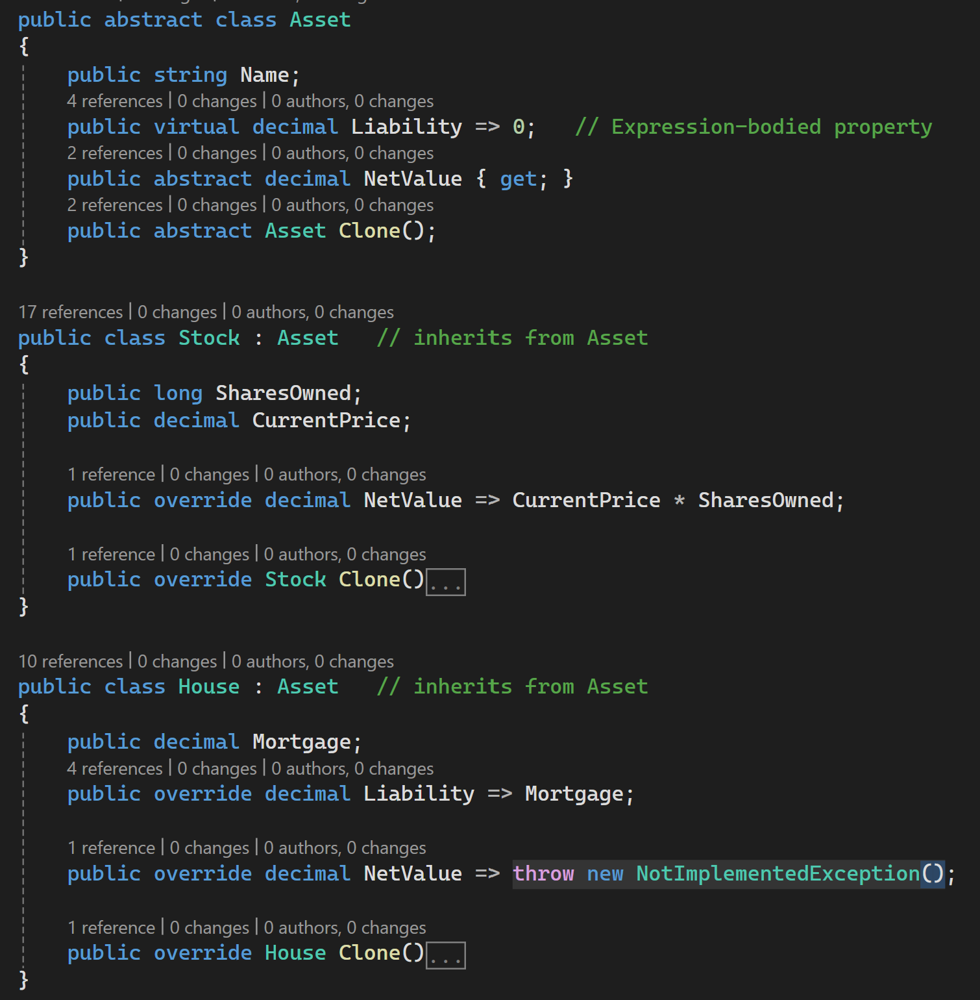 public abstract class Asset
{
public string Name;
4 references | 0 changes | 0 authors, 0 changes
public virtual decimal Liability => 0;   // Expression-bodied property
2 references | 0 changes | 0 authors, 0 changes
public abstract decimal NetValue { get; }
2 references | 0 changes | 0 authors, 0 changes
public abstract Asset Clone();
}
17 references | 0 changes | 0 authors, 0 changes
public class Stock : Asset   // inherits from Asset
{
public long SharesOwned;
public decimal CurrentPrice;
1 reference | 0 changes | 0 authors, 0 changes
public override decimal NetValue => CurrentPrice * SharesOwned;
1 reference | 0 changes | 0 authors, 0 changes
public override Stock Clone()...
}
10 references | 0 changes | 0 authors, 0 changes
public class House : Asset   // inherits from Asset
{
public decimal Mortgage;
4 references | 0 changes | 0 authors, 0 changes
public override decimal Liability => Mortgage;
1 reference | 0 changes | 0 authors, 0 changes
public override decimal NetValue => throw new NotImplementedException();
1 reference | 0 changes | 0 authors, 0 changes
public override House Clone()...
}